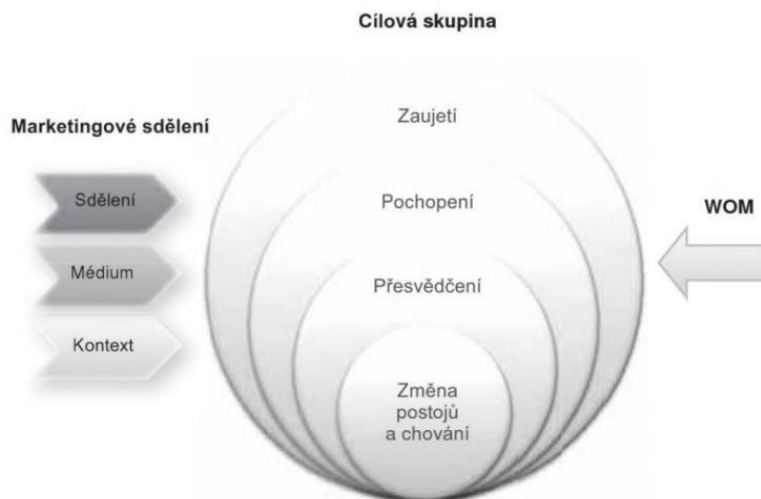 Cílová skupina
Marketingové sdělení
Zaujetí
Sdělení
Pochopení
WOM
Médium
Přesvědčení
Kontext
Změna
postojů
a chování